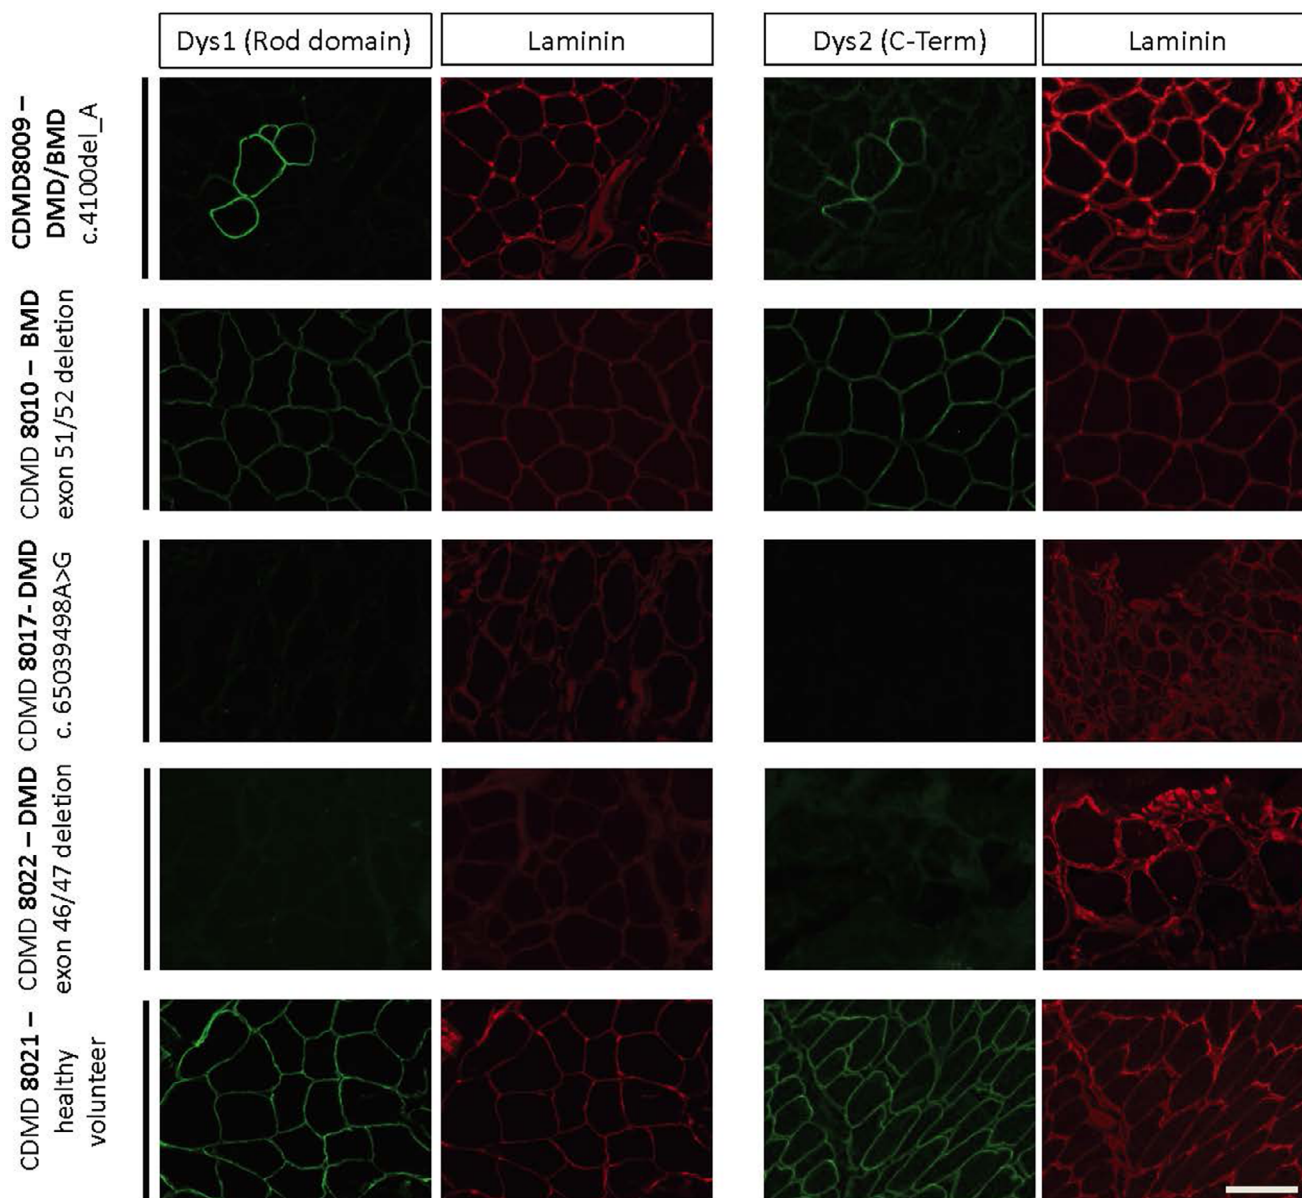 Dys1 (Rod domain)
Laminin
Dys2 (C-Term)
Laminin
CDMD8009 –
DMD/BMD
c.4100del_A
CDMD 8010 – BMD
exon 51/52 deletion
CDMD 8017- DMD
c. 65039498A>G
CDMD 8022 – DMD
exon 46/47 deletion
CDMD 8021 –
healthy
volunteer